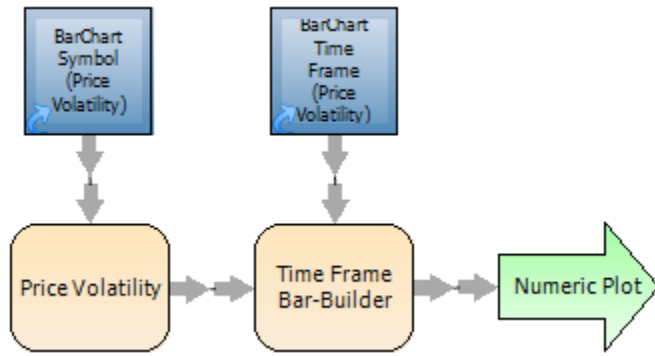 BarChart
Symbol
(Price
Volatility)
BarChart
Time
Frame
(Price
Volatility)
Price Volatility
Time Frame
Bar-Builder
Numeric Plot